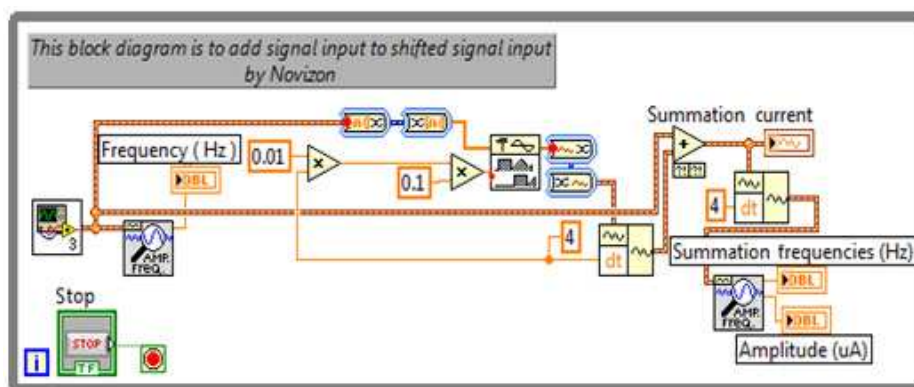 This block diagram is to add signal input to shifted signal input
by Novizon
Summation current
Frequency ( Hz )
0.01
DBL
0.1
4
4
dt
dt
3
AMP.
Freq.
Summation frequencies (Hz)
DBL
AMP.
Freq.
DBL
Amplitude (uA)
Stop
STOP
TF
i